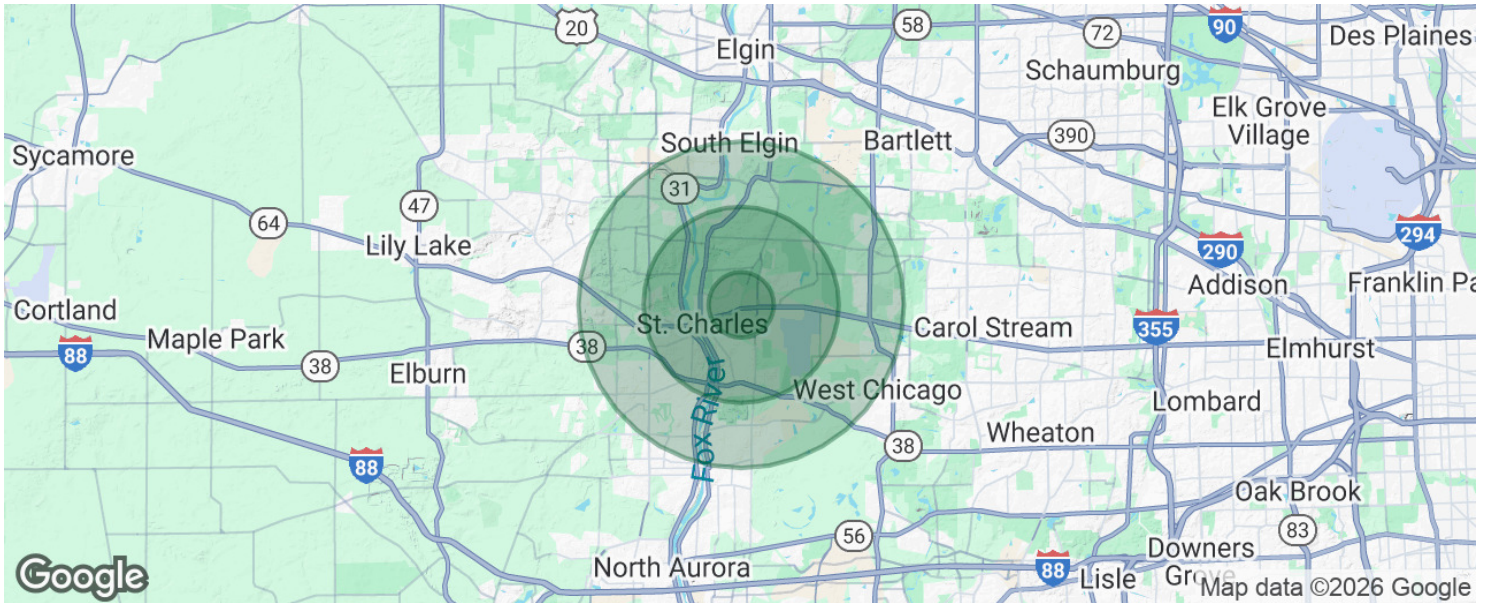 20
58
72
90
Des Plaines
Elgin
Schaumburg
Elk Grove
Village
390
Bartlett
South Elgin
Sycamore
31
47
64
Lily Lake
294
290
Addison
Franklin Pa
Cortland
St. Charles
Carol Stream
355
Maple Park
88
38
38
Elmhurst
Elburn
West Chicago
Lombard
Fox River
Wheaton
38
88
Oak Brook
83
56
North Aurora
88
Lisle
Downers
Grove
Google
Map data ©2026 Google